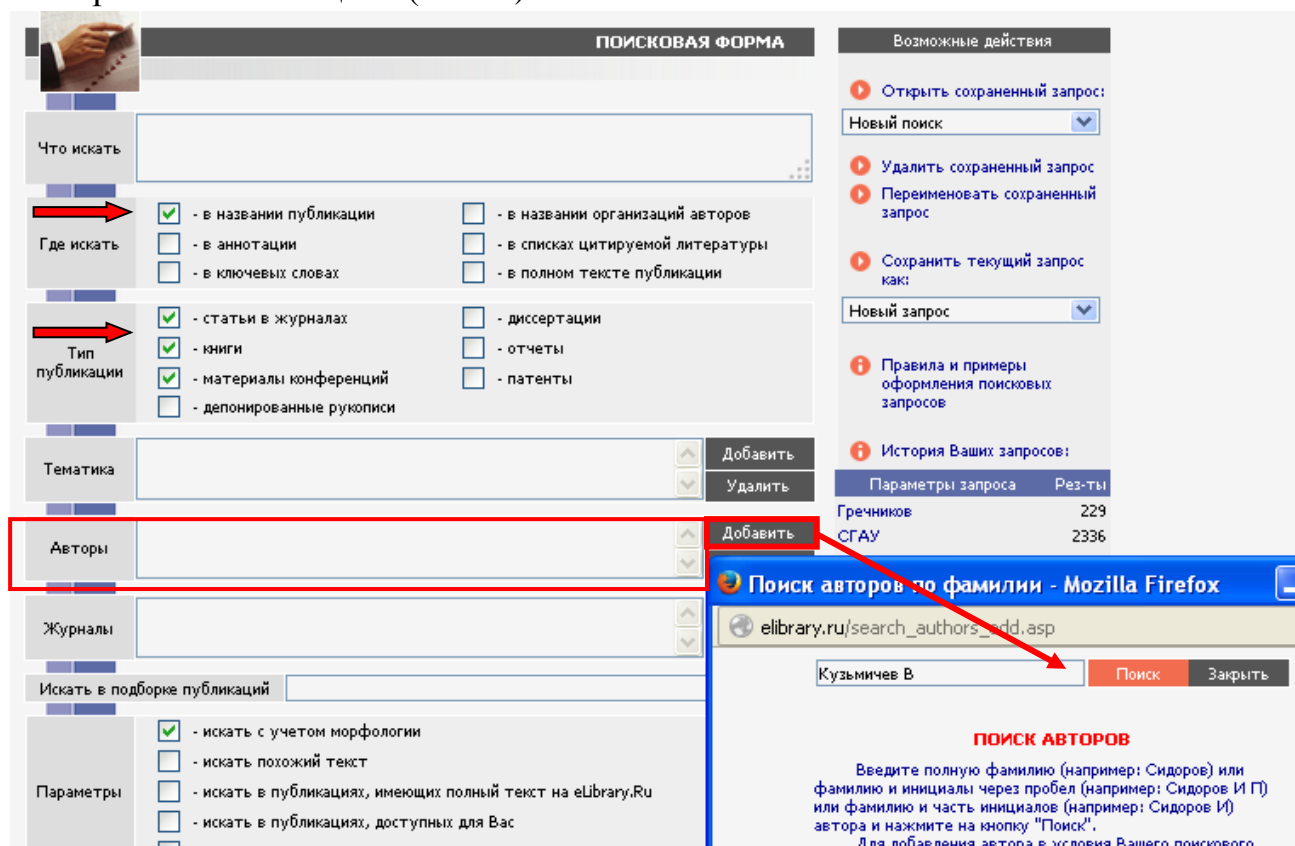 ПОИСКОВАЯ ФОРМА
Что искать
Где искать
- в названии публикации
- в названии организаций авторов
- в аннотации
- в списках цитируемой литературы
- в ключевых словах
- в полном тексте публикации
Тип
публикации
- статьи в журналах
- диссертации
- книги
- отчеты
- материалы конференций
- патенты
- депонированные рукописи
Тематика
Добавить
Удалить
Авторы
Добавить
Журналы
Искать в подборке публикаций
Параметры
- искать с учетом морфологии
- искать похожий текст
- искать в публикациях, имеющих полный текст на eLibrary.Ru
- искать в публикациях, доступных для Вас
Возможные действия
Открыть сохраненный запрос:
Новый поиск
Удалить сохраненный запрос
Переименовать сохраненный
запрос
Сохранить текущий запрос
как:
Новый запрос
Правила и примеры
оформления поисковых
запросов
История Ваших запросов:
Параметры запроса Рез-ты
Гречников 229
СГАУ 2336
Поиск авторов по фамилии - Mozilla Firefox
elibrary.ru/search_authors_add.asp
Кузьмичев В
Поиск
Закрыть
ПОИСК АВТОРОВ
Введите полную фамилию (например: Сидоров) или
фамилию и инициалы через пробел (например: Сидоров И П)
или фамилию и часть инициалов (например: Сидоров И)
автора и нажмите на кнопку "Поиск".
Для добавления автора в условия Вашего поискового